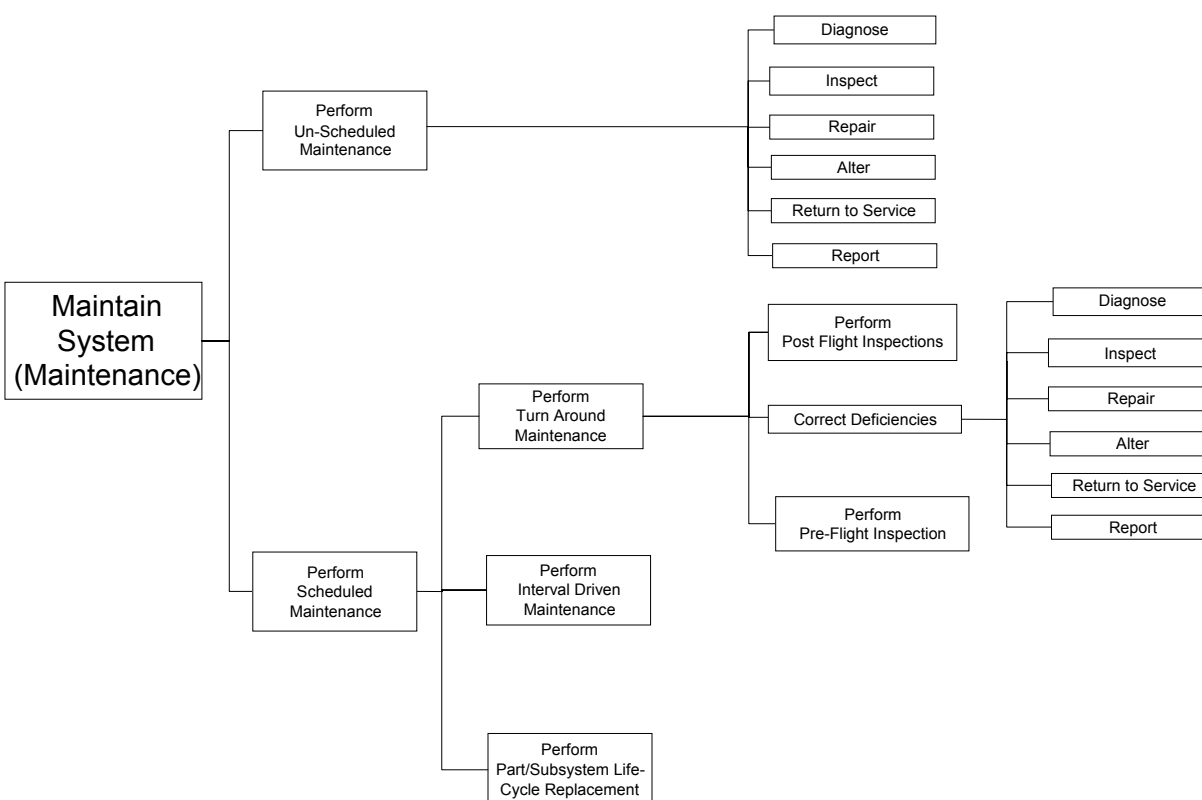 Maintain
System
(Maintenance)
Perform
Un-Scheduled
Maintenance
Diagnose
Inspect
Repair
Alter
Return to Service
Report
Perform
Scheduled
Maintenance
Perform
Turn Around
Maintenance
Perform
Post Flight Inspections
Correct Deficiencies
Diagnose
Inspect
Repair
Alter
Return to Service
Report
Perform
Pre-Flight Inspection
Perform
Interval Driven
Maintenance
Perform
Part/Subsystem Life-
Cycle Replacement